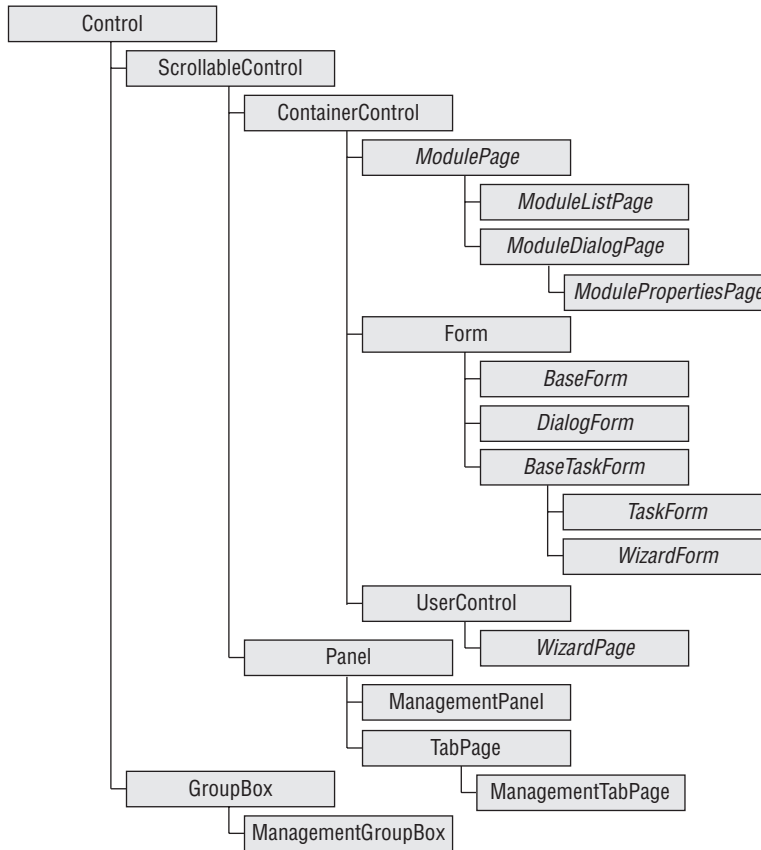 Control
ScrollableControl
ContainerControl
ModulePage
ModuleListPage
ModuleDialogPage
ModulePropertiesPage
Form
BaseForm
DialogForm
BaseTaskForm
TaskForm
WizardForm
UserControl
WizardPage
Panel
ManagementPanel
TabPage
ManagementTabPage
GroupBox
ManagementGroupBox